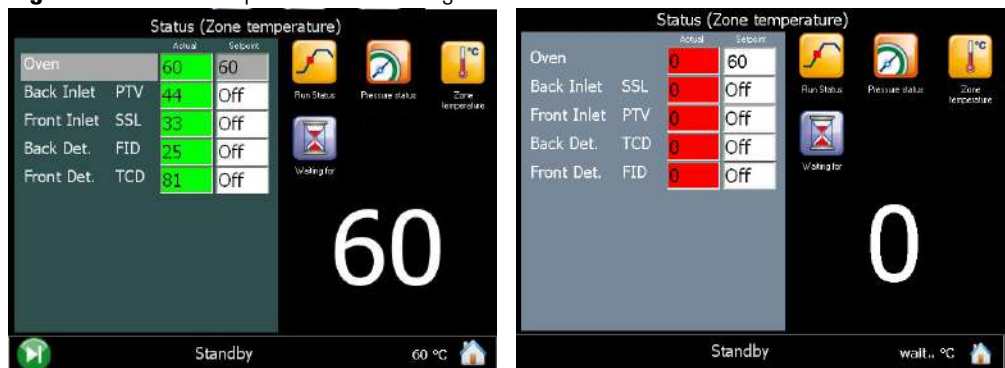 Status (Zone temperature)
Actual Setpoint
Oven 60 60
Back Inlet PTV 44 Off
Front Inlet SSL 33 Off
Back Det. FID 25 Off
Front Det. TCD 81 Off
Run Status Pressure status Zone temperature
Waiting for
60
Standby 60 °C
Status (Zone temperature)
Actual Setpoint
Oven 0 60
Back Inlet SSL 0 Off
Front Inlet PTV 0 Off
Back Det. TCD 0 Off
Front Det. FID 0 Off
°C
Run Status Pressure status Zone temperature
Waiting for
0
Standby wait.. °C